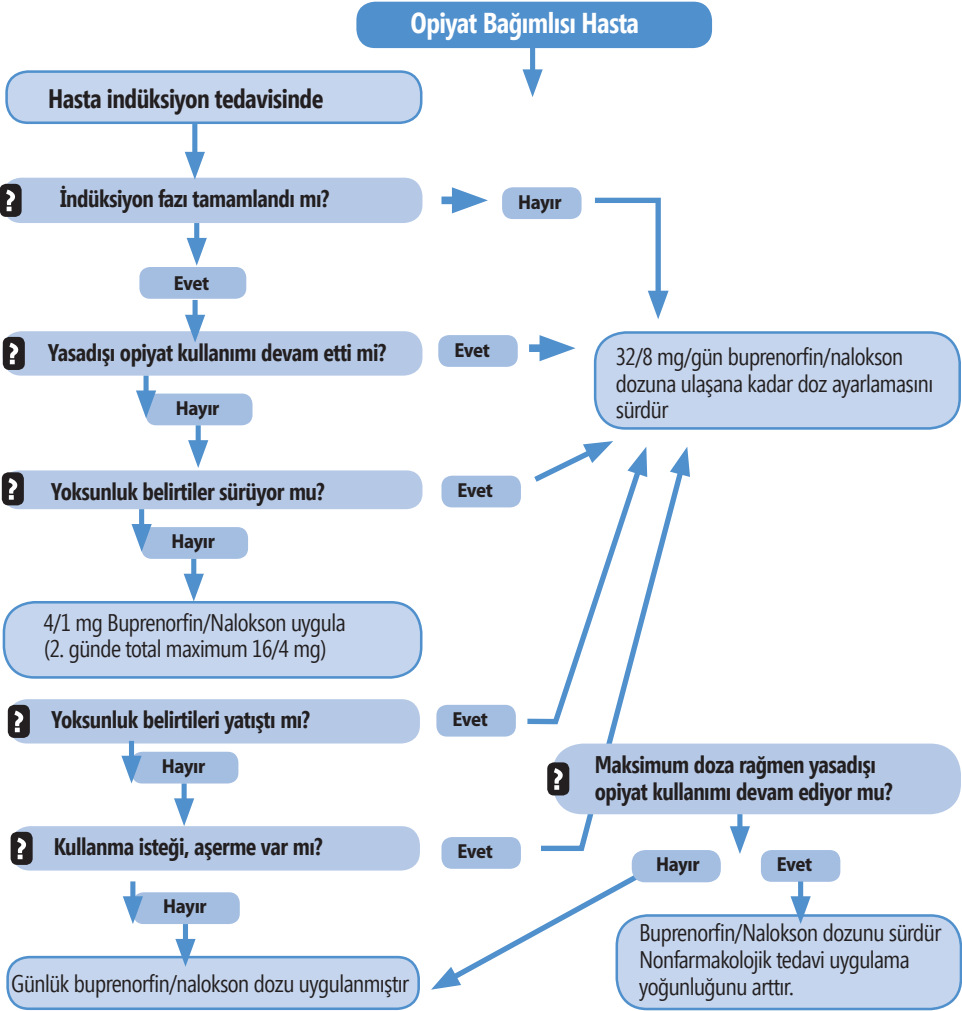 Opiyat Bağımlısı Hasta
Hasta indüksiyon tedavisinde
? İndüksiyon fazı tamamlandı mı?
Hayır
Evet
? Yasadışı opiyat kullanımı devam etti mi?
Evet
32/8 mg/gün buprenorfin/nalokson
dozuna ulaşana kadar doz ayarlamasını
sürdür
Hayır
? Yoksunluk belirtiler sürüyor mu?
Evet
Hayır
4/1 mg Buprenorfin/Nalokson uygula
(2. günde total maximum 16/4 mg)
? Yoksunluk belirtileri yatıştı mı?
Evet
Hayır
? Kullanma isteği, aşerme var mı?
Evet
Hayır
Günlük buprenorfin/nalokson dozu uygulanmıştır
? Maksimum doza rağmen yasadışı
opiyat kullanımı devam ediyor mu?
Hayır
Evet
Buprenorfin/Nalokson dozunu sürdür
Nonfarmakolojik tedavi uygulama
yoğunluğunu arttır.